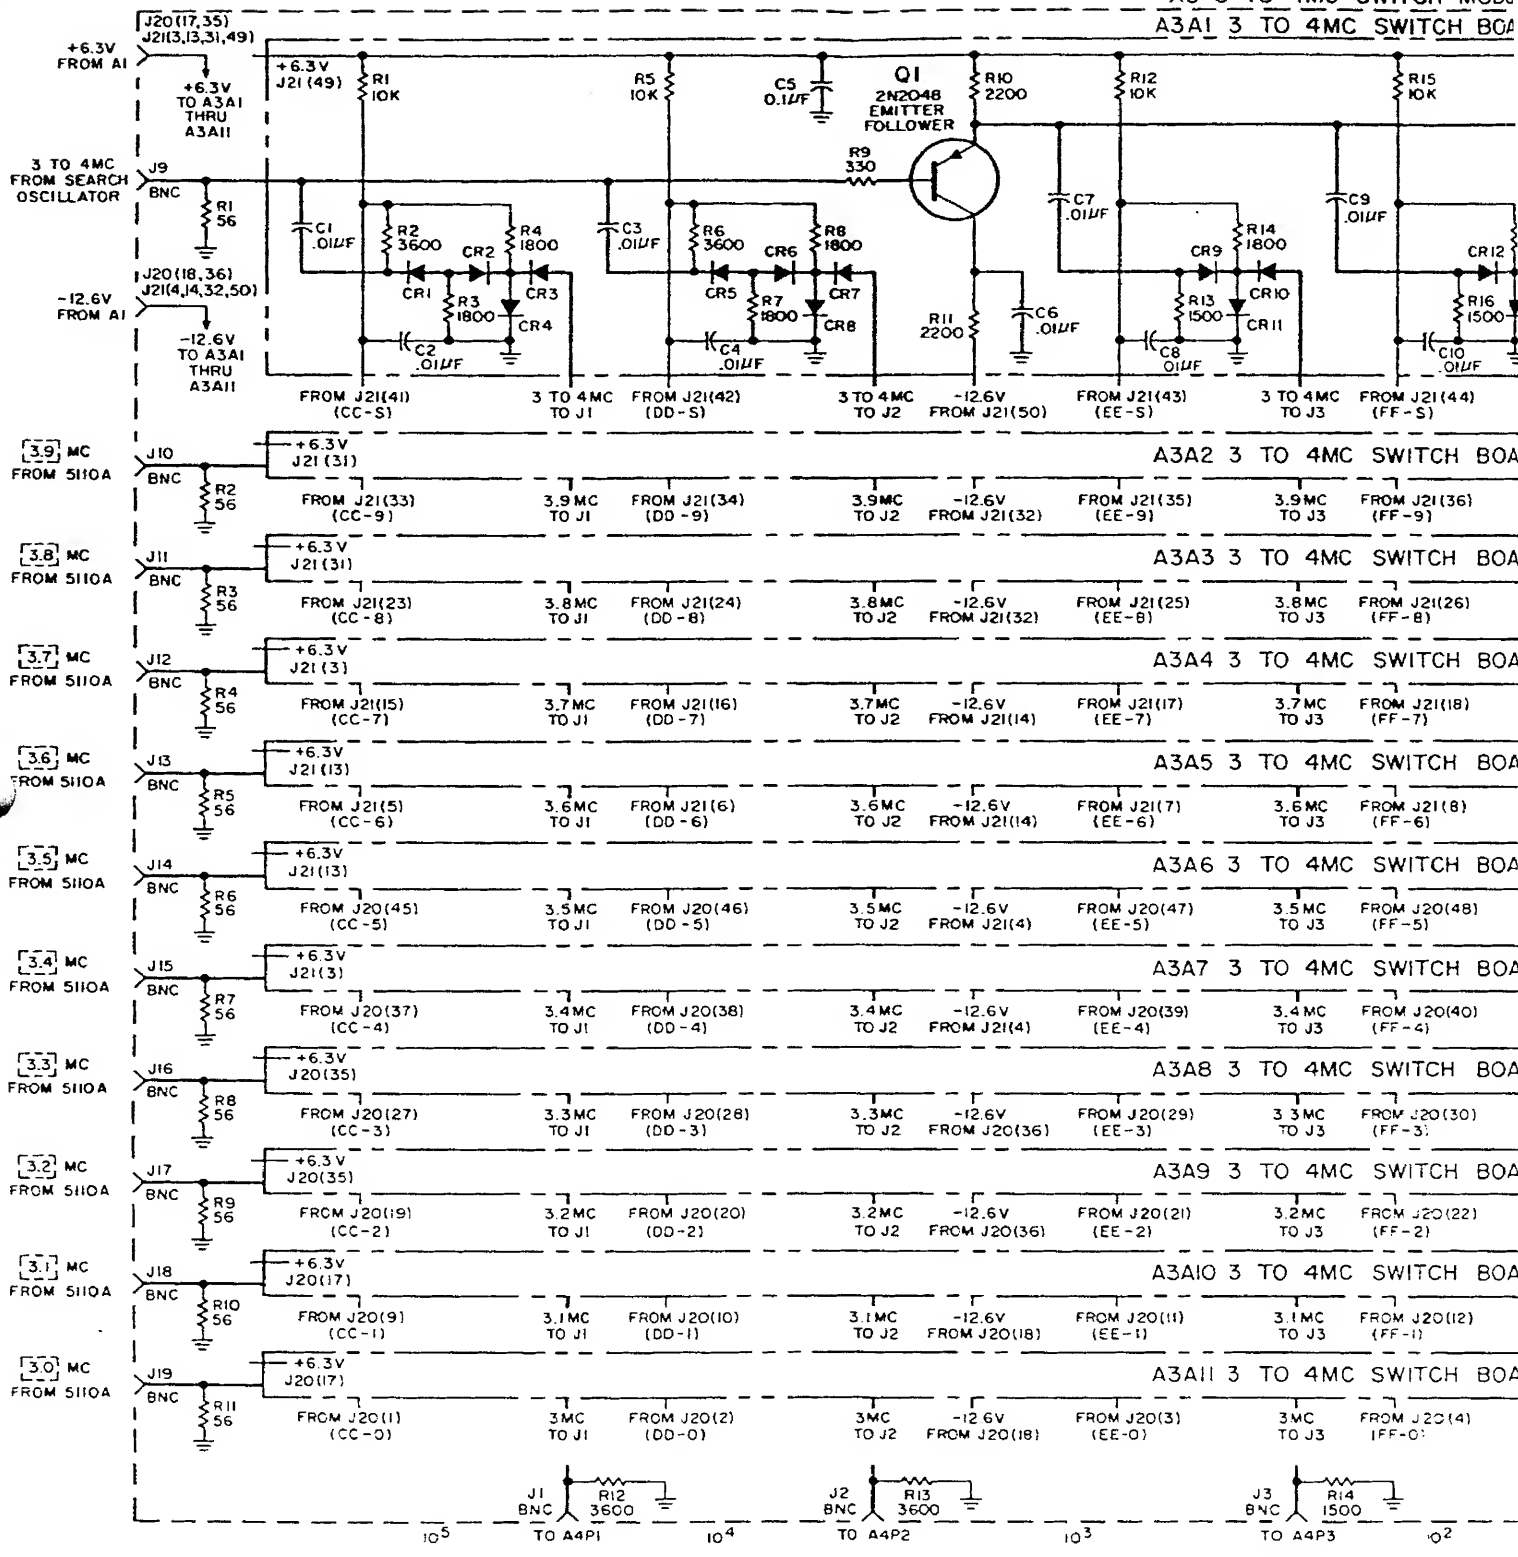 A3A1 3 TO 4MC SWITCH BOA
J20(17,35)
J21(3,13,31,49)
+6.3V
FROM A1
+6.3V
TO A3A1
THRU
A3A11
+6.3V
J21(49)
R1
10K
R5
10K
C5
0.1μF
Q1
2N2048
EMITTER
FOLLOWER
R10
2200
R12
10K
R15
10K
3 TO 4MC
FROM SEARCH
OSCILLATOR
J9
BNC
R1
56
C1
.01μF
R2
3600
R4
1800
CR2
CR1
R3
1800
CR3
CR4
C2
.01μF
C3
.01μF
R6
3600
R8
1800
CR6
CR5
R7
1800
CR7
CR8
C4
.01μF
R9
330
R11
2200
C6
.01μF
C7
.01μF
R14
1800
CR9
R13
1500
CR10
CR11
C8
.01μF
C9
.01μF
CR12
R16
1500
C10
.01μF
J20(18,36)
J21(4,14,32,50)
-12.6V
FROM A1
-12.6V
TO A3A1
THRU
A3A11
FROM J21(41) 3 TO 4MC FROM J21(42) 3 TO 4MC -12.6V FROM J21(43) 3 TO 4MC FROM J21(44)
(CC-S) TO J1 (DD-S) TO J2 FROM J21(50) (EE-S) TO J3 (FF-S)
3.9 MC
FROM 5110A
J10
BNC
R2
56
+6.3V
J21(31)
A3A2 3 TO 4MC SWITCH BOA
FROM J21(33) 3.9MC FROM J21(34) 3.9MC -12.6V FROM J21(35) 3.9MC FROM J21(36)
(CC-9) TO J1 (DD-9) TO J2 FROM J21(32) (EE-9) TO J3 (FF-9)
3.8 MC
FROM 5110A
J11
BNC
R3
56
+6.3V
J21(31)
A3A3 3 TO 4MC SWITCH BOA
FROM J21(23) 3.8MC FROM J21(24) 3.8MC -12.6V FROM J21(25) 3.8MC FROM J21(26)
(CC-8) TO J1 (DD-8) TO J2 FROM J21(32) (EE-8) TO J3 (FF-8)
3.7 MC
FROM 5110A
J12
BNC
R4
56
+6.3V
J21(3)
A3A4 3 TO 4MC SWITCH BOA
FROM J21(15) 3.7MC FROM J21(16) 3.7MC -12.6V FROM J21(17) 3.7MC FROM J21(18)
(CC-7) TO J1 (DD-7) TO J2 FROM J21(14) (EE-7) TO J3 (FF-7)
3.6 MC
FROM 5110A
J13
BNC
R5
56
+6.3V
J21(13)
A3A5 3 TO 4MC SWITCH BOA
FROM J21(5) 3.6MC FROM J21(6) 3.6MC -12.6V FROM J21(7) 3.6MC FROM J21(8)
(CC-6) TO J1 (DD-6) TO J2 FROM J21(14) (EE-6) TO J3 (FF-6)
3.5 MC
FROM 5110A
J14
BNC
R6
56
+6.3V
J21(13)
A3A6 3 TO 4MC SWITCH BOA
FROM J20(45) 3.5MC FROM J20(46) 3.5MC -12.6V FROM J20(47) 3.5MC FROM J20(48)
(CC-5) TO J1 (DD-5) TO J2 FROM J21(4) (EE-5) TO J3 (FF-5)
3.4 MC
FROM 5110A
J15
BNC
R7
56
+6.3V
J21(3)
A3A7 3 TO 4MC SWITCH BOA
FROM J20(37) 3.4MC FROM J20(38) 3.4MC -12.6V FROM J20(39) 3.4MC FROM J20(40)
(CC-4) TO J1 (DD-4) TO J2 FROM J21(4) (EE-4) TO J3 (FF-4)
3.3 MC
FROM 5110A
J16
BNC
R8
56
+6.3V
J20(35)
A3A8 3 TO 4MC SWITCH BOA
FROM J20(27) 3.3MC FROM J20(28) 3.3MC -12.6V FROM J20(29) 3.3MC FROM J20(30)
(CC-3) TO J1 (DD-3) TO J2 FROM J20(36) (EE-3) TO J3 (FF-3)
3.2 MC
FROM 5110A
J17
BNC
R9
56
+6.3V
J20(35)
A3A9 3 TO 4MC SWITCH BOA
FROM J20(19) 3.2MC FROM J20(20) 3.2MC -12.6V FROM J20(21) 3.2MC FROM J20(22)
(CC-2) TO J1 (DD-2) TO J2 FROM J20(36) (EE-2) TO J3 (FF-2)
3.1 MC
FROM 5110A
J18
BNC
R10
56
+6.3V
J20(17)
A3A10 3 TO 4MC SWITCH BOA
FROM J20(9) 3.1MC FROM J20(10) 3.1MC -12.6V FROM J20(11) 3.1MC FROM J20(12)
(CC-1) TO J1 (DD-1) TO J2 FROM J20(18) (EE-1) TO J3 (FF-1)
3.0 MC
FROM 5110A
J19
BNC
R11
56
+6.3V
J20(17)
A3A11 3 TO 4MC SWITCH BOA
FROM J20(1) 3MC FROM J20(2) 3MC -12.6V FROM J20(3) 3MC FROM J20(4)
(CC-0) TO J1 (DD-0) TO J2 FROM J20(18) (EE-0) TO J3 (FF-0)
J1
BNC
R12
3600
J2
BNC
R13
3600
J3
BNC
R14
1500
10⁵ TO A4P1 10⁴ TO A4P2 10³ TO A4P3 10²